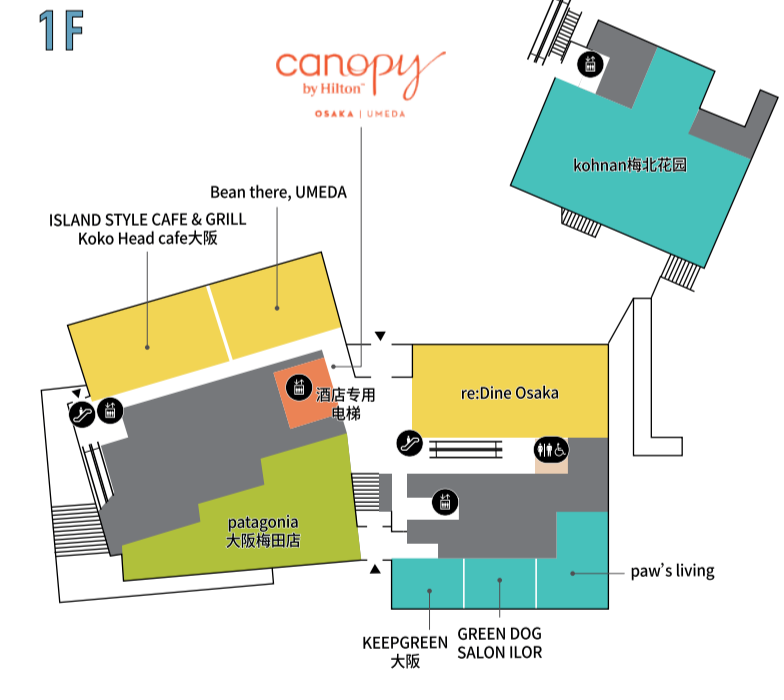 1F
canopy
by Hilton™
OSAKA | UMEDA
kohnan梅北花园
Bean there, UMEDA
ISLAND STYLE CAFE & GRILL
Koko Head cafe大阪
酒店专用
电梯
re:Dine Osaka
patagonia
大阪梅田店
paw's living
KEEPGREEN
大阪
GREEN DOG
SALON ILOR